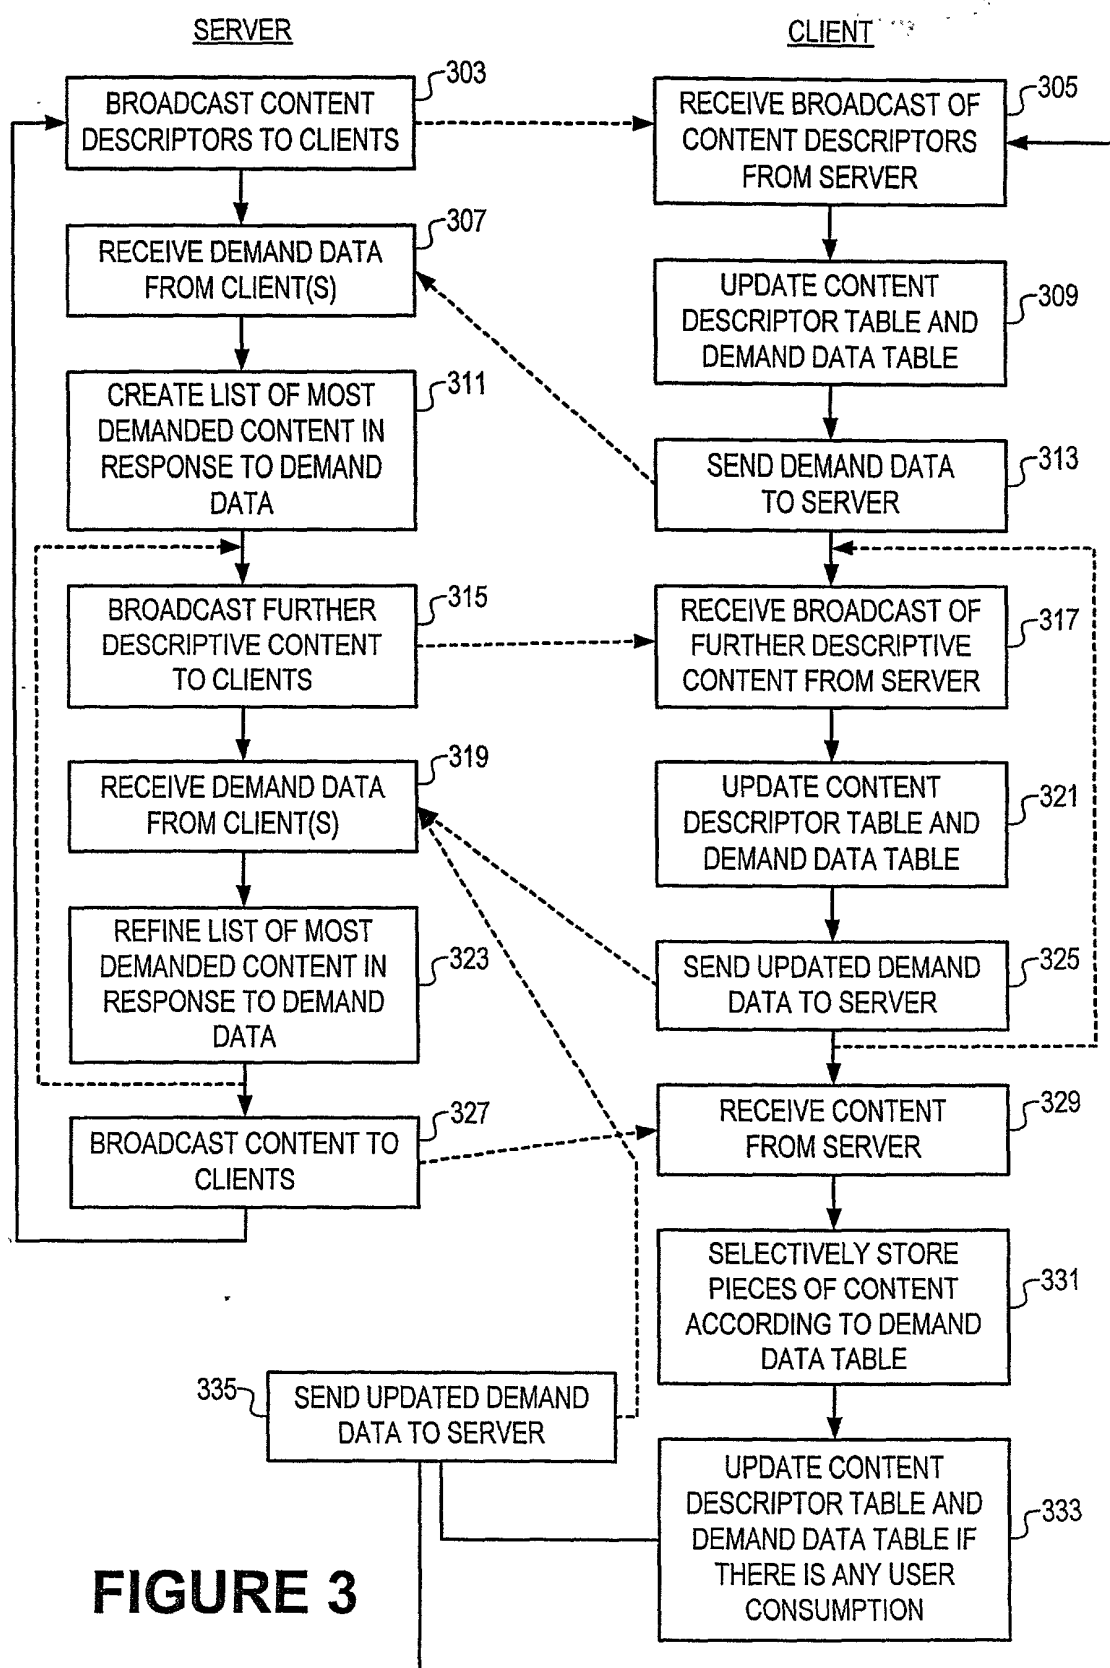 SERVER
CLIENT
BROADCAST CONTENT
DESCRIPTORS TO CLIENTS
303
RECEIVE BROADCAST OF
CONTENT DESCRIPTORS
FROM SERVER
305
RECEIVE DEMAND DATA
FROM CLIENT(S)
307
UPDATE CONTENT
DESCRIPTOR TABLE AND
DEMAND DATA TABLE
309
CREATE LIST OF MOST
DEMANDED CONTENT IN
RESPONSE TO DEMAND
DATA
311
SEND DEMAND DATA
TO SERVER
313
BROADCAST FURTHER
DESCRIPTIVE CONTENT
TO CLIENTS
315
RECEIVE BROADCAST OF
FURTHER DESCRIPTIVE
CONTENT FROM SERVER
317
RECEIVE DEMAND DATA
FROM CLIENT(S)
319
UPDATE CONTENT
DESCRIPTOR TABLE AND
DEMAND DATA TABLE
321
REFINE LIST OF MOST
DEMANDED CONTENT IN
RESPONSE TO DEMAND
DATA
323
SEND UPDATED DEMAND
DATA TO SERVER
325
BROADCAST CONTENT TO
CLIENTS
327
RECEIVE CONTENT
FROM SERVER
329
SELECTIVELY STORE
PIECES OF CONTENT
ACCORDING TO DEMAND
DATA TABLE
331
335
SEND UPDATED DEMAND
DATA TO SERVER
UPDATE CONTENT
DESCRIPTOR TABLE AND
DEMAND DATA TABLE IF
THERE IS ANY USER
CONSUMPTION
333
FIGURE 3